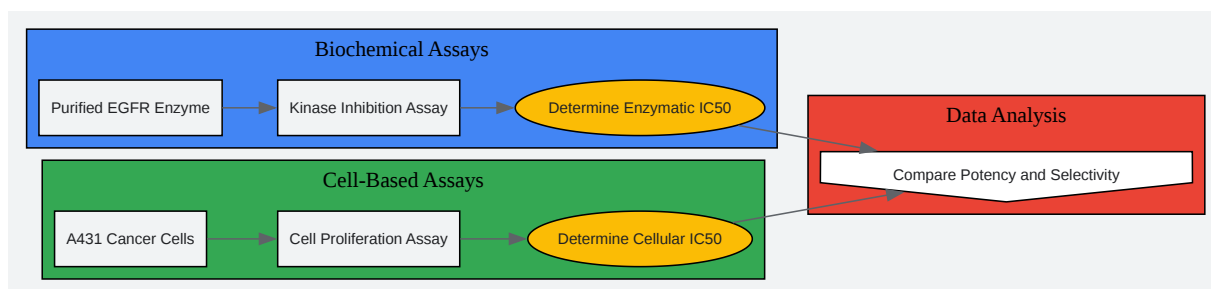 Biochemical Assays
Purified EGFR Enzyme
Kinase Inhibition Assay
Determine Enzymatic IC50
Data Analysis
Compare Potency and Selectivity
Cell-Based Assays
A431 Cancer Cells
Cell Proliferation Assay
Determine Cellular IC50